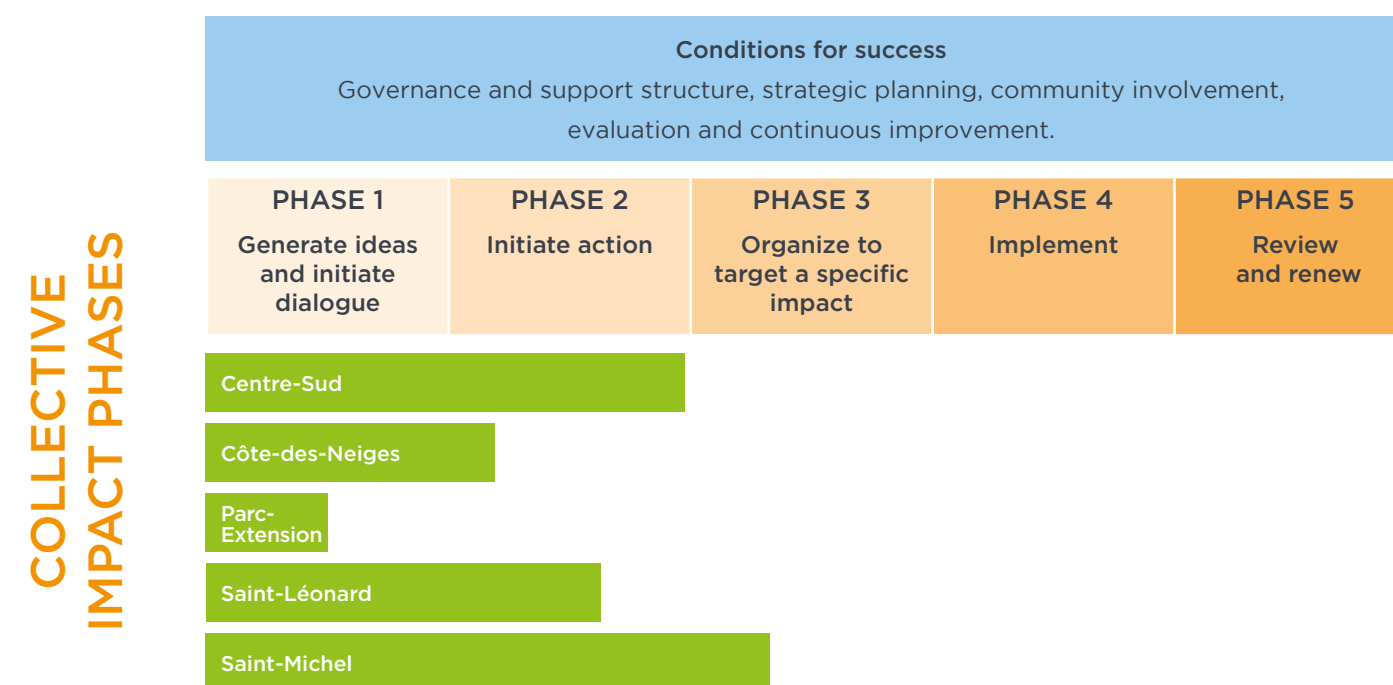 Conditions for success
Governance and support structure, strategic planning, community involvement,
evaluation and continuous improvement.
COLLECTIVE
IMPACT PHASES
PHASE 1
Generate ideas
and initiate
dialogue
PHASE 2
Initiate action
PHASE 3
Organize to
target a specific
impact
PHASE 4
Implement
PHASE 5
Review
and renew
Centre-Sud
Côte-des-Neiges
Parc-
Extension
Saint-Léonard
Saint-Michel